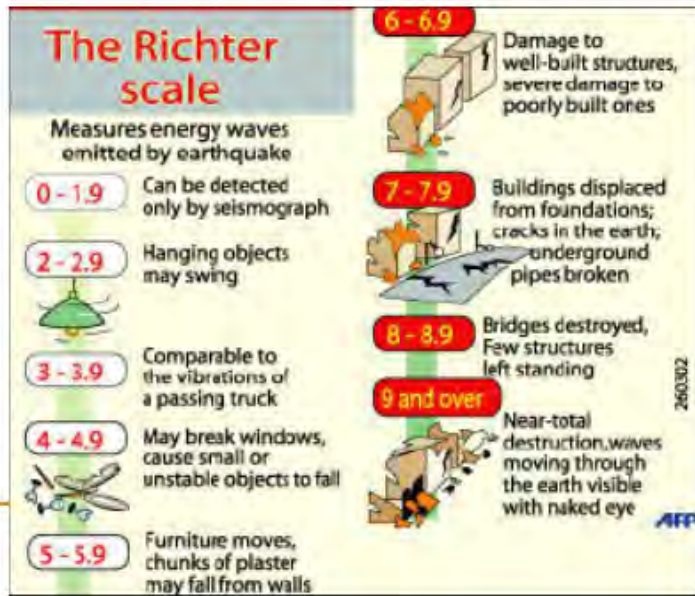 The Richter
scale
Measures energy waves
emitted by earthquake
0 - 1.9
Can be detected
only by seismograph
2 - 2.9
Hanging objects
may swing
3 - 3.9
Comparable to
the vibrations of
a passing truck
4 - 4.9
May break windows,
cause small or
unstable objects to fall
5 - 5.9
Furniture moves,
chunks of plaster
may fall from walls
6 - 6.9
Damage to
well-built structures,
severe damage to
poorly built ones
7 - 7.9
Buildings displaced
from foundations;
cracks in the earth;
underground
pipes broken
8 - 8.9
Bridges destroyed,
Few structures
left standing
9 and over
Near-total
destruction,waves
moving through
the earth visible
with naked eye
260302
AFP